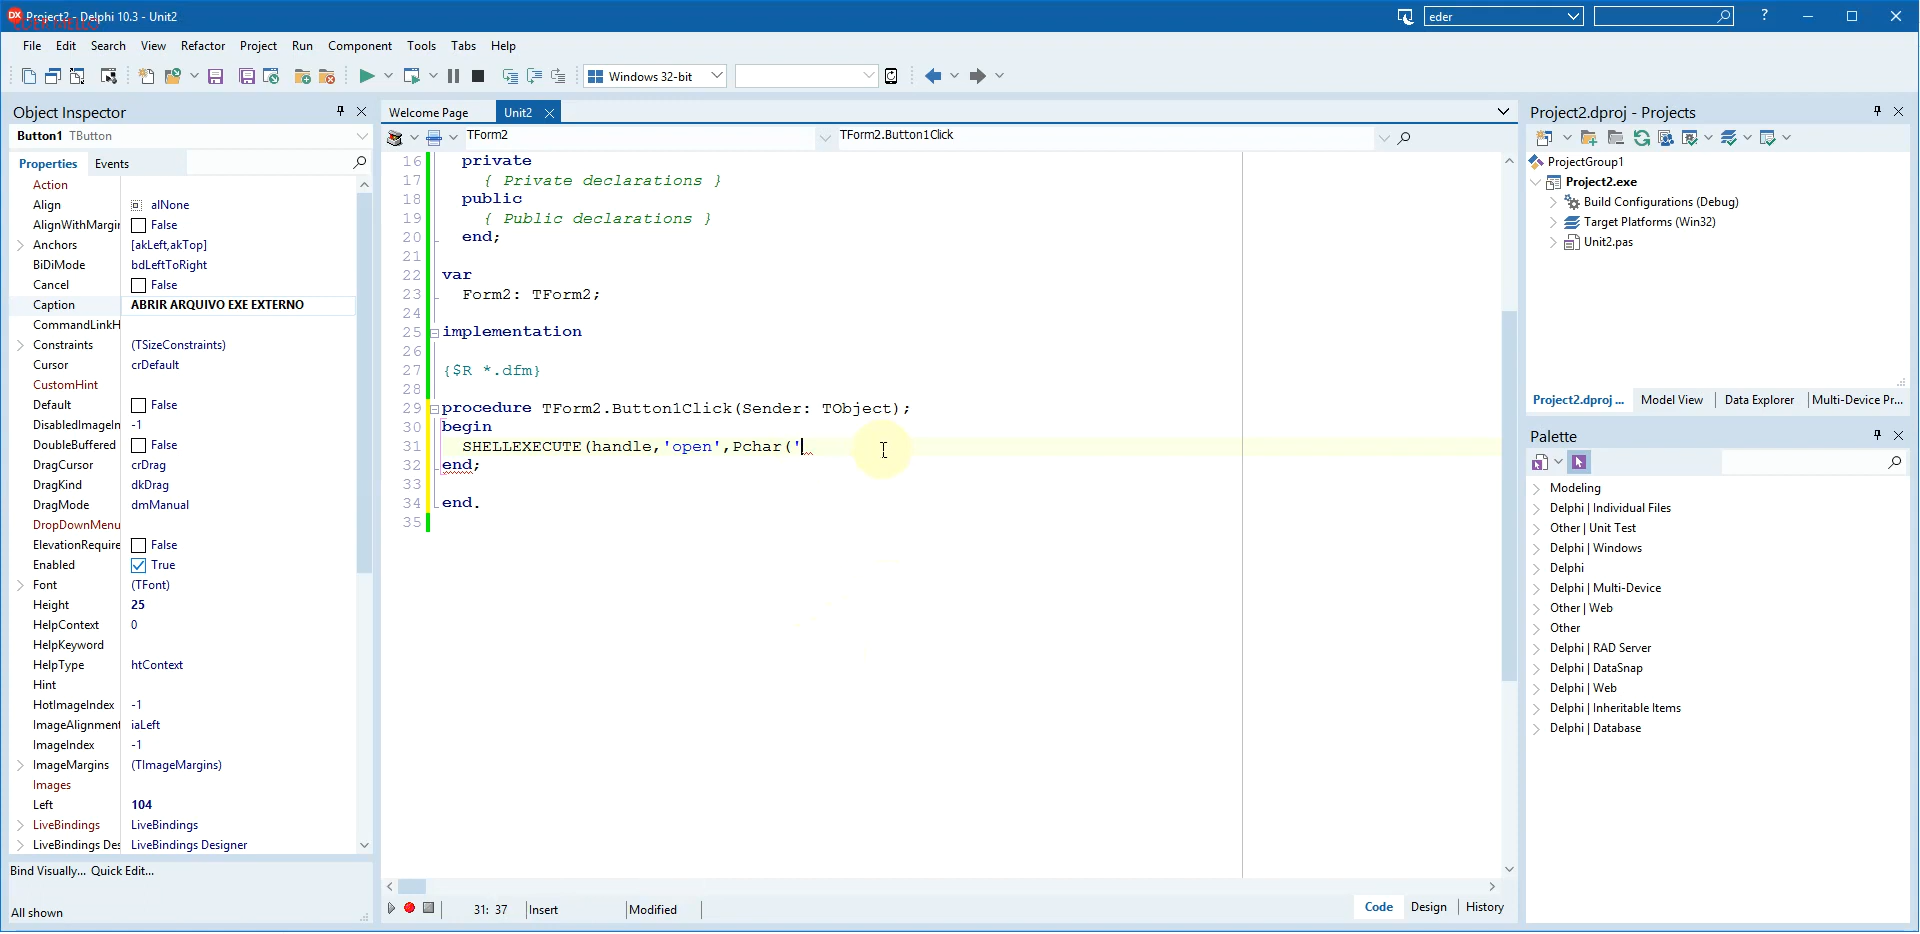 Project2 - Delphi 10.3 - Unit2
eder
?
File Edit Search View Refactor Project Run Component Tools Tabs Help
Windows 32-bit
Object Inspector
Button1 TButton
Properties Events
Action
Align alNone
AlignWithMargin False
Anchors [akLeft,akTop]
BiDiMode bdLeftToRight
Cancel False
Caption ABRIR ARQUIVO EXE EXTERNO
CommandLinkH
Constraints (TSizeConstraints)
Cursor crDefault
CustomHint
Default False
DisabledImageIn -1
DoubleBuffered False
DragCursor crDrag
DragKind dkDrag
DragMode dmManual
DropDownMenu
ElevationRequire False
Enabled True
Font (TFont)
Height 25
HelpContext 0
HelpKeyword
HelpType htContext
Hint
HotImageIndex -1
ImageAlignment iaLeft
ImageIndex -1
ImageMargins (TImageMargins)
Images
Left 104
LiveBindings LiveBindings
LiveBindings Des LiveBindings Designer
Bind Visually... Quick Edit...
All shown
Welcome Page Unit2
TForm2 TForm2.Button1Click
16 private
17 { Private declarations }
18 public
19 { Public declarations }
20 end;
21
22 var
23 Form2: TForm2;
24
25 implementation
26
27 {$R *.dfm}
28
29 procedure TForm2.Button1Click(Sender: TObject);
30 begin
31 SHELLEXECUTE(handle,'open',Pchar('
32 end;
33
34 end.
35
31: 37 Insert Modified
Code Design History
Project2.dproj - Projects
ProjectGroup1
Project2.exe
Build Configurations (Debug)
Target Platforms (Win32)
Unit2.pas
Project2.dproj ... Model View Data Explorer Multi-Device Pr...
Palette
Modeling
Delphi | Individual Files
Other | Unit Test
Delphi | Windows
Delphi
Delphi | Multi-Device
Other | Web
Other
Delphi | RAD Server
Delphi | DataSnap
Delphi | Web
Delphi | Inheritable Items
Delphi | Database